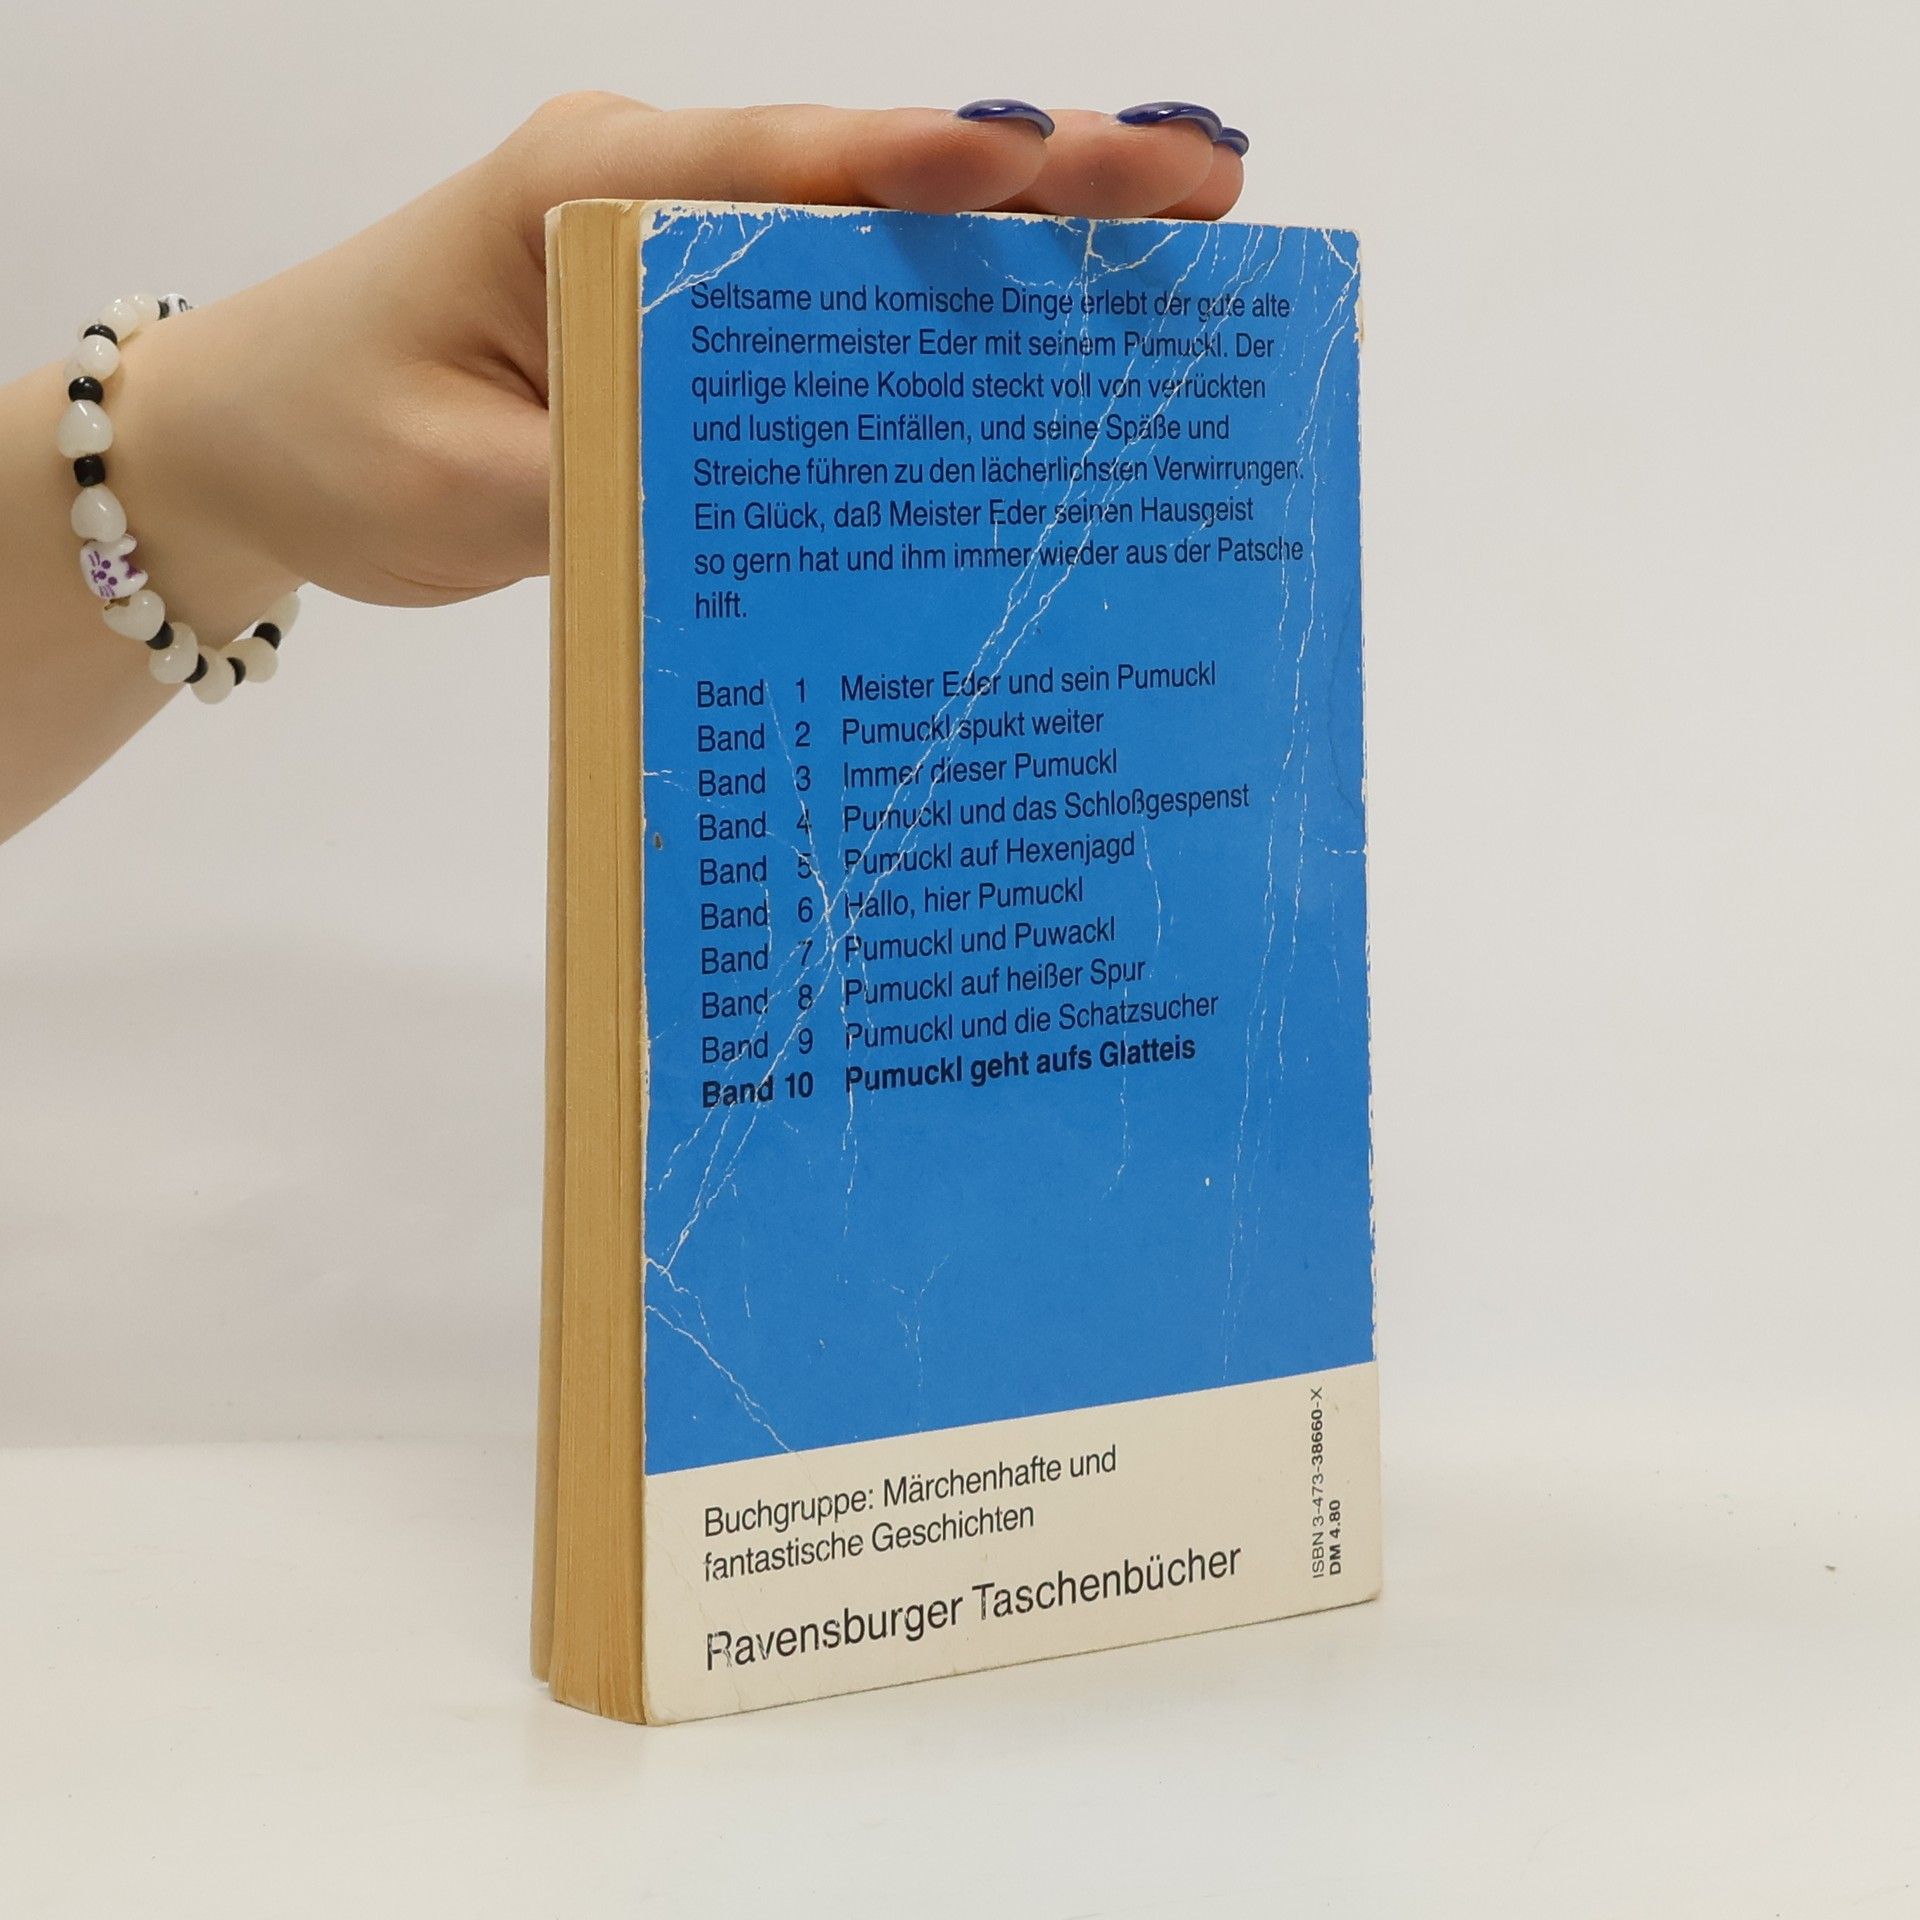 Seltsame und komische Dinge erlebt der gute alte
Schreinermeister Eder mit seinem Pumuckl. Der
quirlige kleine Kobold steckt voll von verrückten
und lustigen Einfällen, und seine Späße und
Streiche führen zu den lächerlichsten Verwirrungen.
Ein Glück, daß Meister Eder seinen Hausgeist
so gern hat und ihm immer wieder aus der Patsche
hilft.
Band 1 Meister Eder und sein Pumuckl
Band 2 Pumuckl spukt weiter
Band 3 Immer dieser Pumuckl
Band 4 Pumuckl und das Schloßgespenst
Band 5 Pumuckl auf Hexenjagd
Band 6 Hallo, hier Pumuckl
Band 7 Pumuckl und Puwackl
Band 8 Pumuckl auf heißer Spur
Band 9 Pumuckl und die Schatzsucher
Band 10 Pumuckl geht aufs Glatteis
Buchgruppe: Märchenhafte und
fantastische Geschichten
Ravensburger Taschenbücher
ISBN 3-473-38660-X
DM 4.80